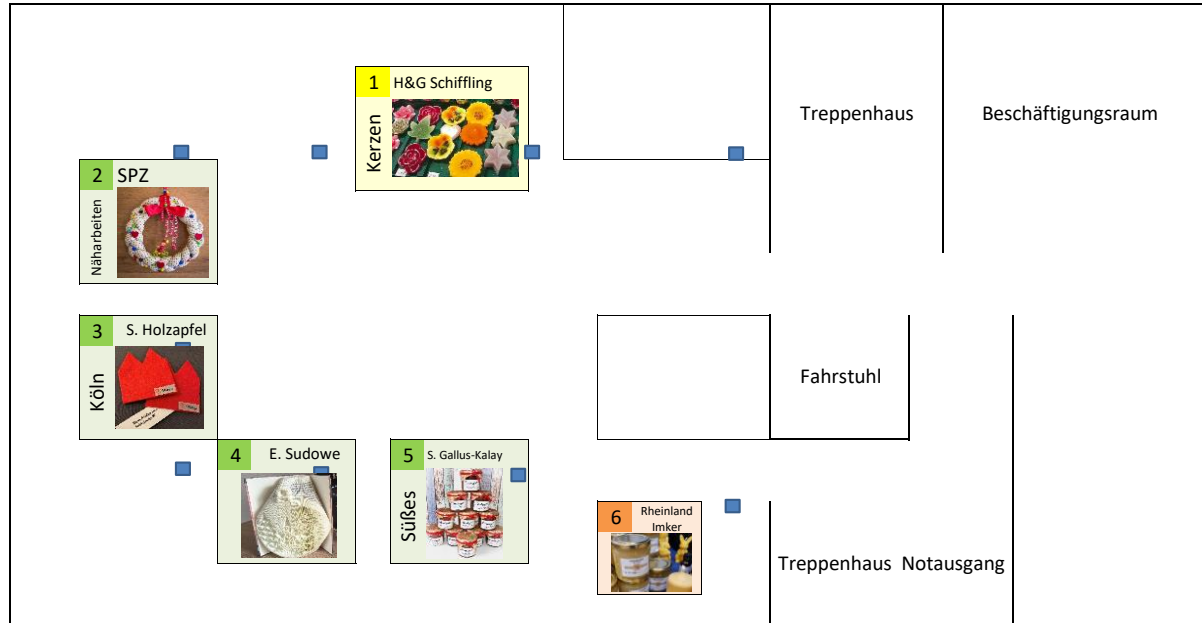 1 H&G Schiffling
Kerzen
Treppenhaus
Beschäftigungsraum
2 SPZ
Näharbeiten
3 S. Holzapfel
Köln
Fahrstuhl
4 E. Sudowe
5 S. Gallus-Kalay
Süßes
6 Rheinland
Imker
Treppenhaus Notausgang